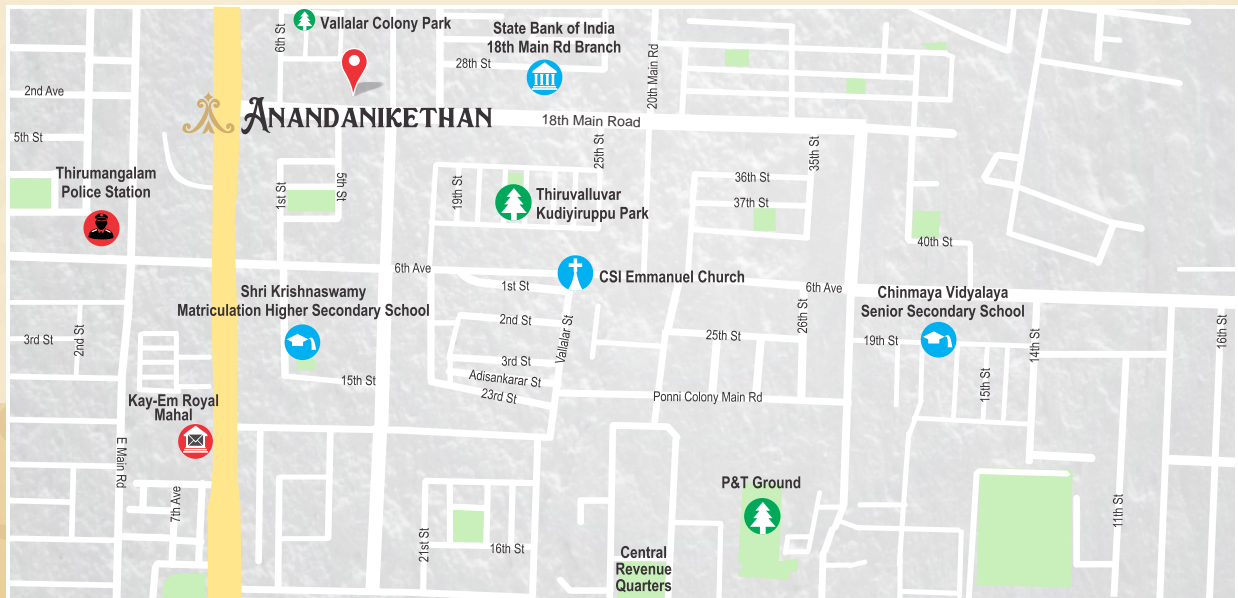 6th St
Vallalar Colony Park
State Bank of India
18th Main Rd Branch
28th St
20th Main Rd
2nd Ave
ANANDANIKETHAN
18th Main Road
5th St
25th St
35th St
Thirumangalam
Police Station
1st St
5th St
19th St
Thiruvalluvar
Kudiyiruppu Park
36th St
37th St
40th St
6th Ave
CSI Emmanuel Church
1st St
6th Ave
Shri Krishnaswamy
Matriculation Higher Secondary School
Chinmaya Vidyalaya
Senior Secondary School
2nd St
Vallalar St
26th St
3rd St
2nd St
25th St
19th St
14th St
16th St
3rd St
Adisankarar St
15th St
23rd St
15th St
Ponni Colony Main Rd
Kay-Em Royal
Mahal
E Main Rd
7th Ave
P&T Ground
11th St
21st St
16th St
Central
Revenue
Quarters